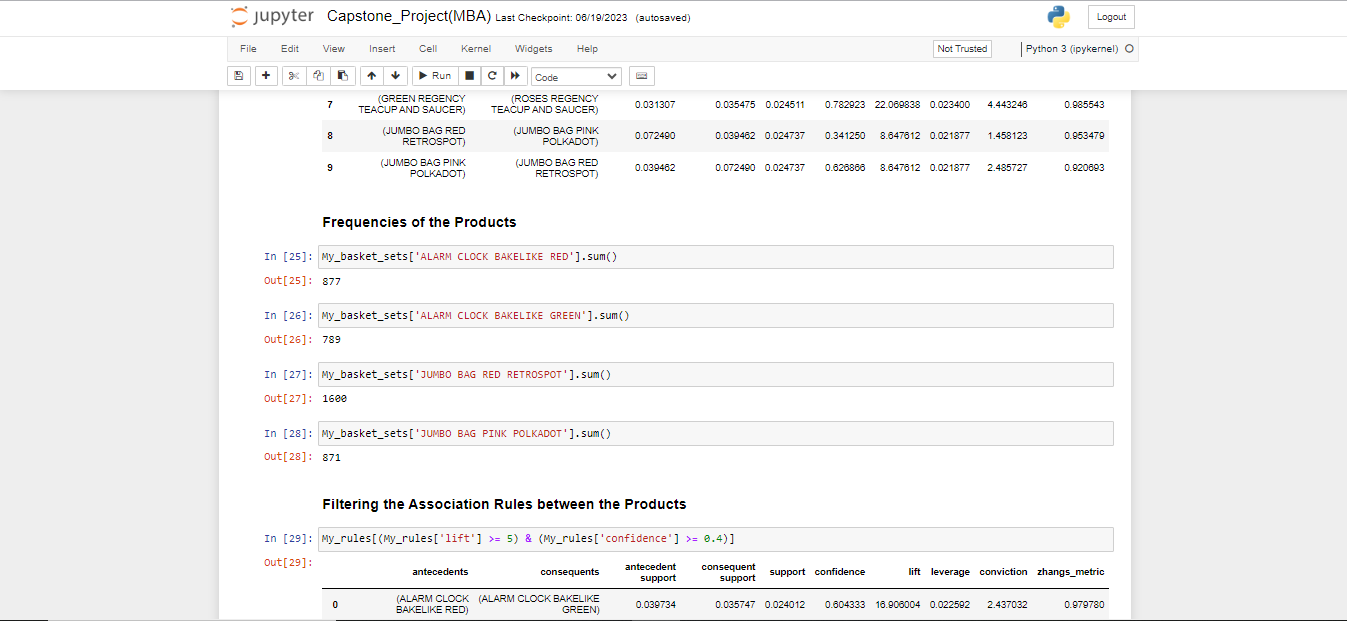 jupyter Capstone_Project(MBA) Last Checkpoint: 06/19/2023 (autosaved)
Logout
File Edit View Insert Cell Kernel Widgets Help
Not Trusted
Python 3 (ipykernel)
Run
Code
7 (GREEN REGENCY TEACUP AND SAUCER) (ROSES REGENCY TEACUP AND SAUCER) 0.031307 0.035475 0.024511 0.782923 22.069838 0.023400 4.443246 0.985543
8 (JUMBO BAG RED RETROSPOT) (JUMBO BAG PINK POLKADOT) 0.072490 0.039462 0.024737 0.341250 8.647612 0.021877 1.458123 0.953479
9 (JUMBO BAG PINK POLKADOT) (JUMBO BAG RED RETROSPOT) 0.039462 0.072490 0.024737 0.626866 8.647612 0.021877 2.485727 0.920693
Frequencies of the Products
In [25]: My_basket_sets['ALARM CLOCK BAKELIKE RED'].sum()
Out[25]: 877
In [26]: My_basket_sets['ALARM CLOCK BAKELIKE GREEN'].sum()
Out[26]: 789
In [27]: My_basket_sets['JUMBO BAG RED RETROSPOT'].sum()
Out[27]: 1600
In [28]: My_basket_sets['JUMBO BAG PINK POLKADOT'].sum()
Out[28]: 871
Filtering the Association Rules between the Products
In [29]: My_rules[(My_rules['lift'] >= 5) & (My_rules['confidence'] >= 0.4)]
Out[29]:
antecedents consequents antecedent support consequent support support confidence lift leverage conviction zhangs_metric
0 (ALARM CLOCK BAKELIKE RED) (ALARM CLOCK BAKELIKE GREEN) 0.039734 0.035747 0.024012 0.604333 16.906004 0.022592 2.437032 0.979780